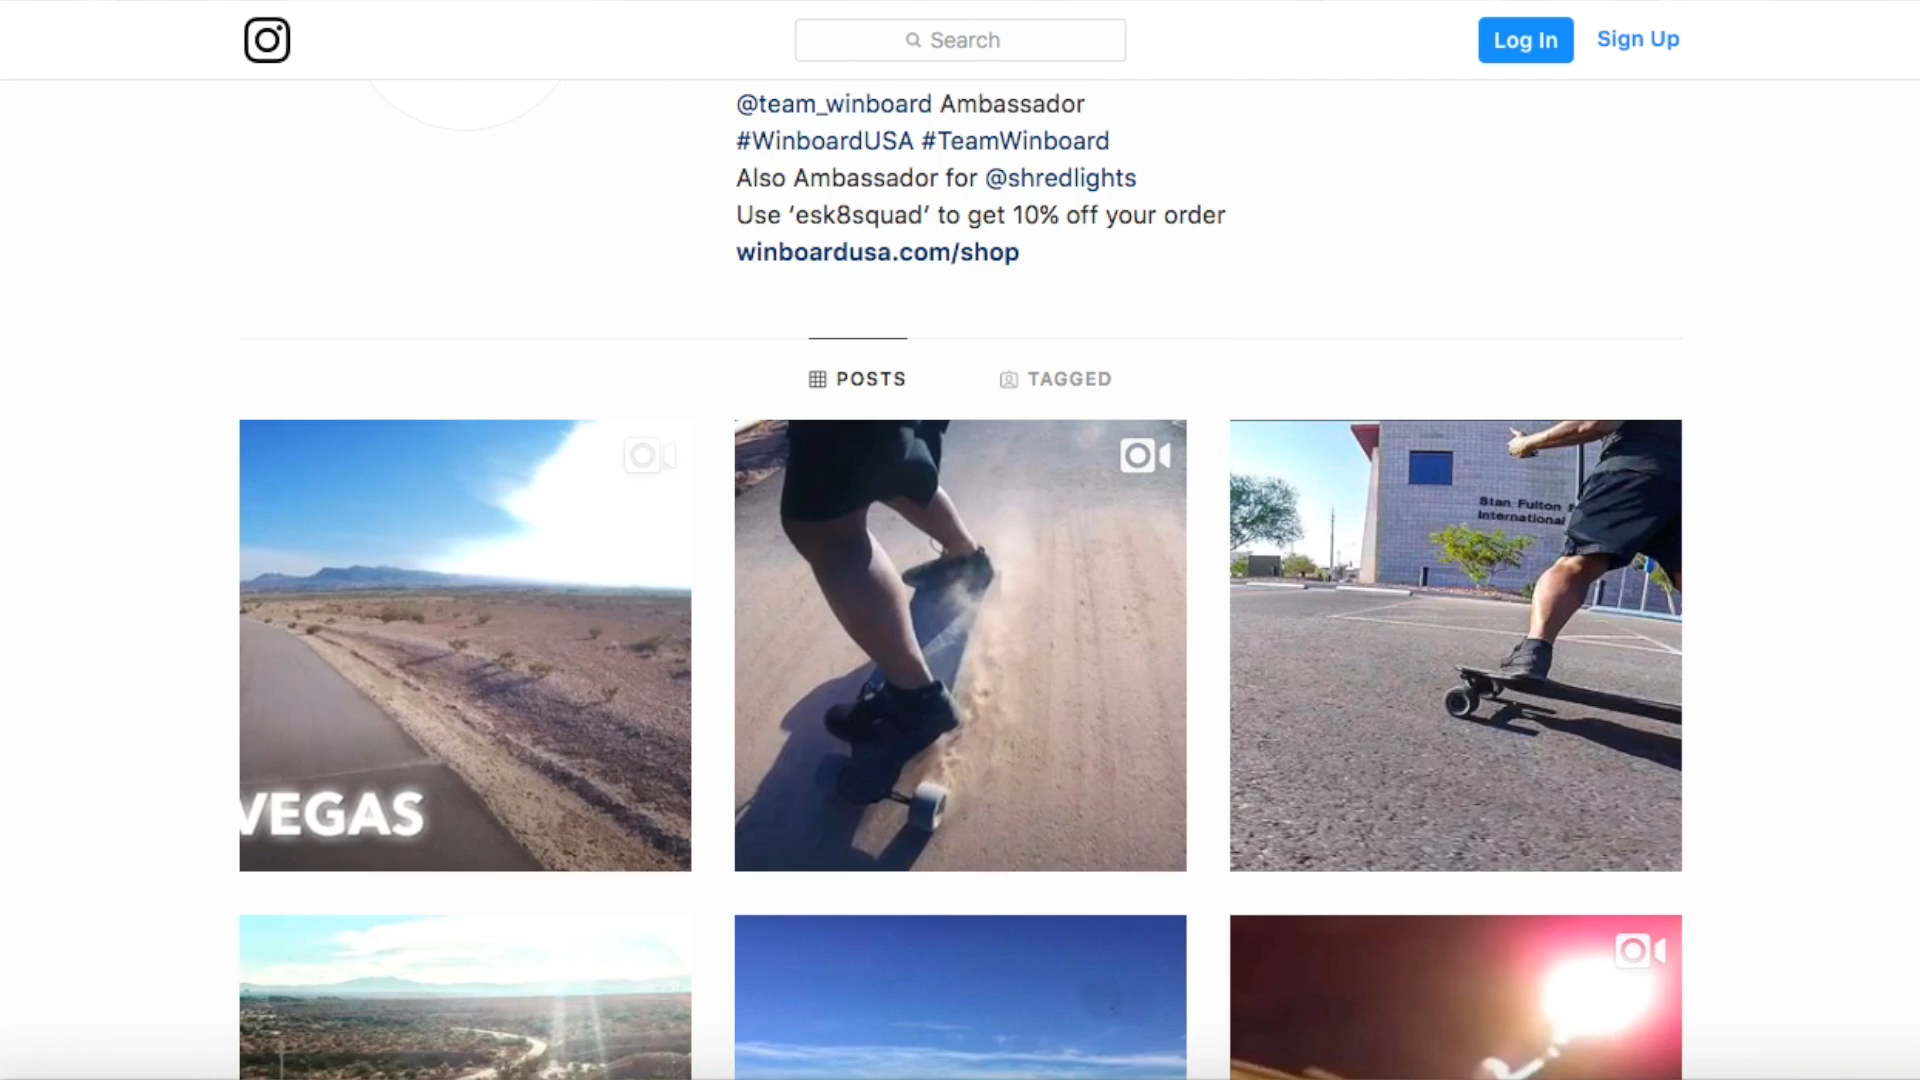 Search
Log In
Sign Up
@team_winboard Ambassador
#WinboardUSA #TeamWinboard
Also Ambassador for @shredlights
Use ‘esk8squad’ to get 10% off your order
winboardusa.com/shop
POSTS
TAGGED
VEGAS
Stan Fulton
International